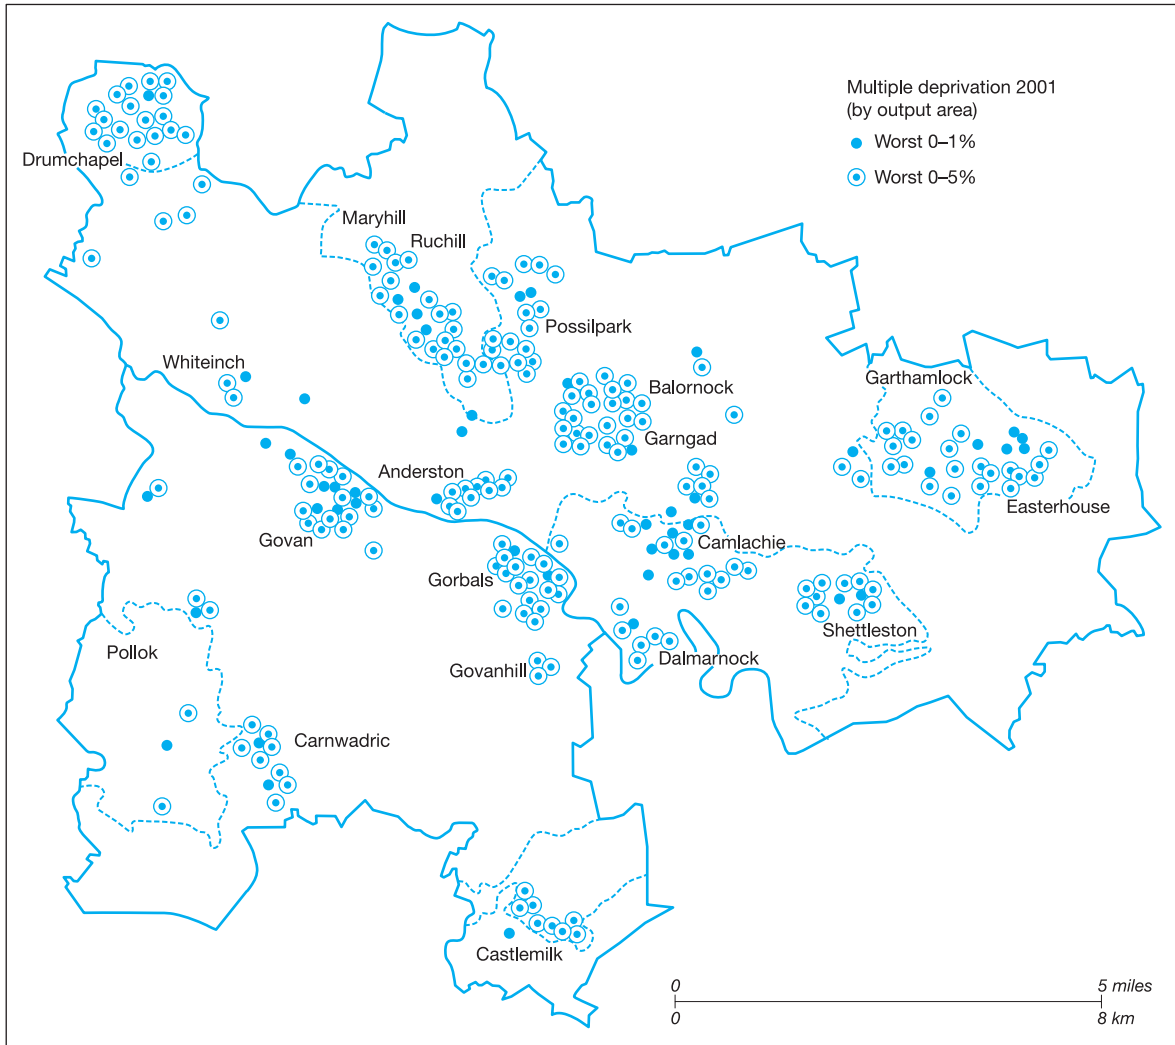 Multiple deprivation 2001
(by output area)
Worst 0–1%
Worst 0–5%
Drumchapel
Maryhill
Ruchill
Possilpark
Whiteinch
Balornock
Garthamlock
Garngad
Anderston
Easterhouse
Govan
Camlachie
Gorbals
Shettleston
Pollok
Dalmarnock
Govanhill
Carnwadric
Castlemilk
0 5 miles
0 8 km